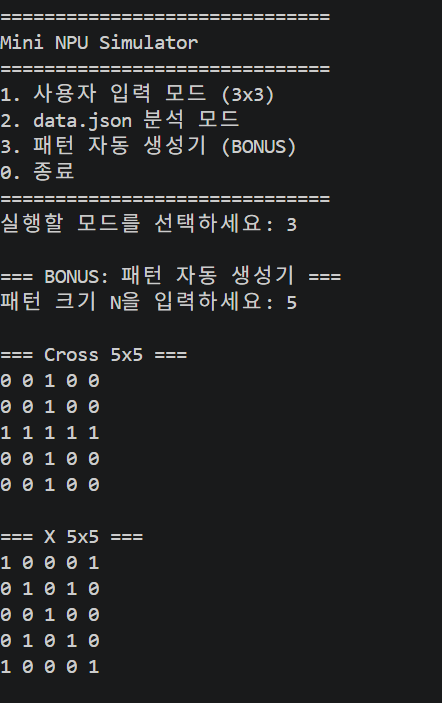 ==============================
Mini NPU Simulator
==============================
1. 사용자 입력 모드 (3x3)
2. data.json 분석 모드
3. 패턴 자동 생성기 (BONUS)
0. 종료
==============================
실행할 모드를 선택하세요: 3

=== BONUS: 패턴 자동 생성기 ===
패턴 크기 N을 입력하세요: 5

=== Cross 5x5 ===
0 0 1 0 0
0 0 1 0 0
1 1 1 1 1
0 0 1 0 0
0 0 1 0 0

=== X 5x5 ===
1 0 0 0 1
0 1 0 1 0
0 0 1 0 0
0 1 0 1 0
1 0 0 0 1